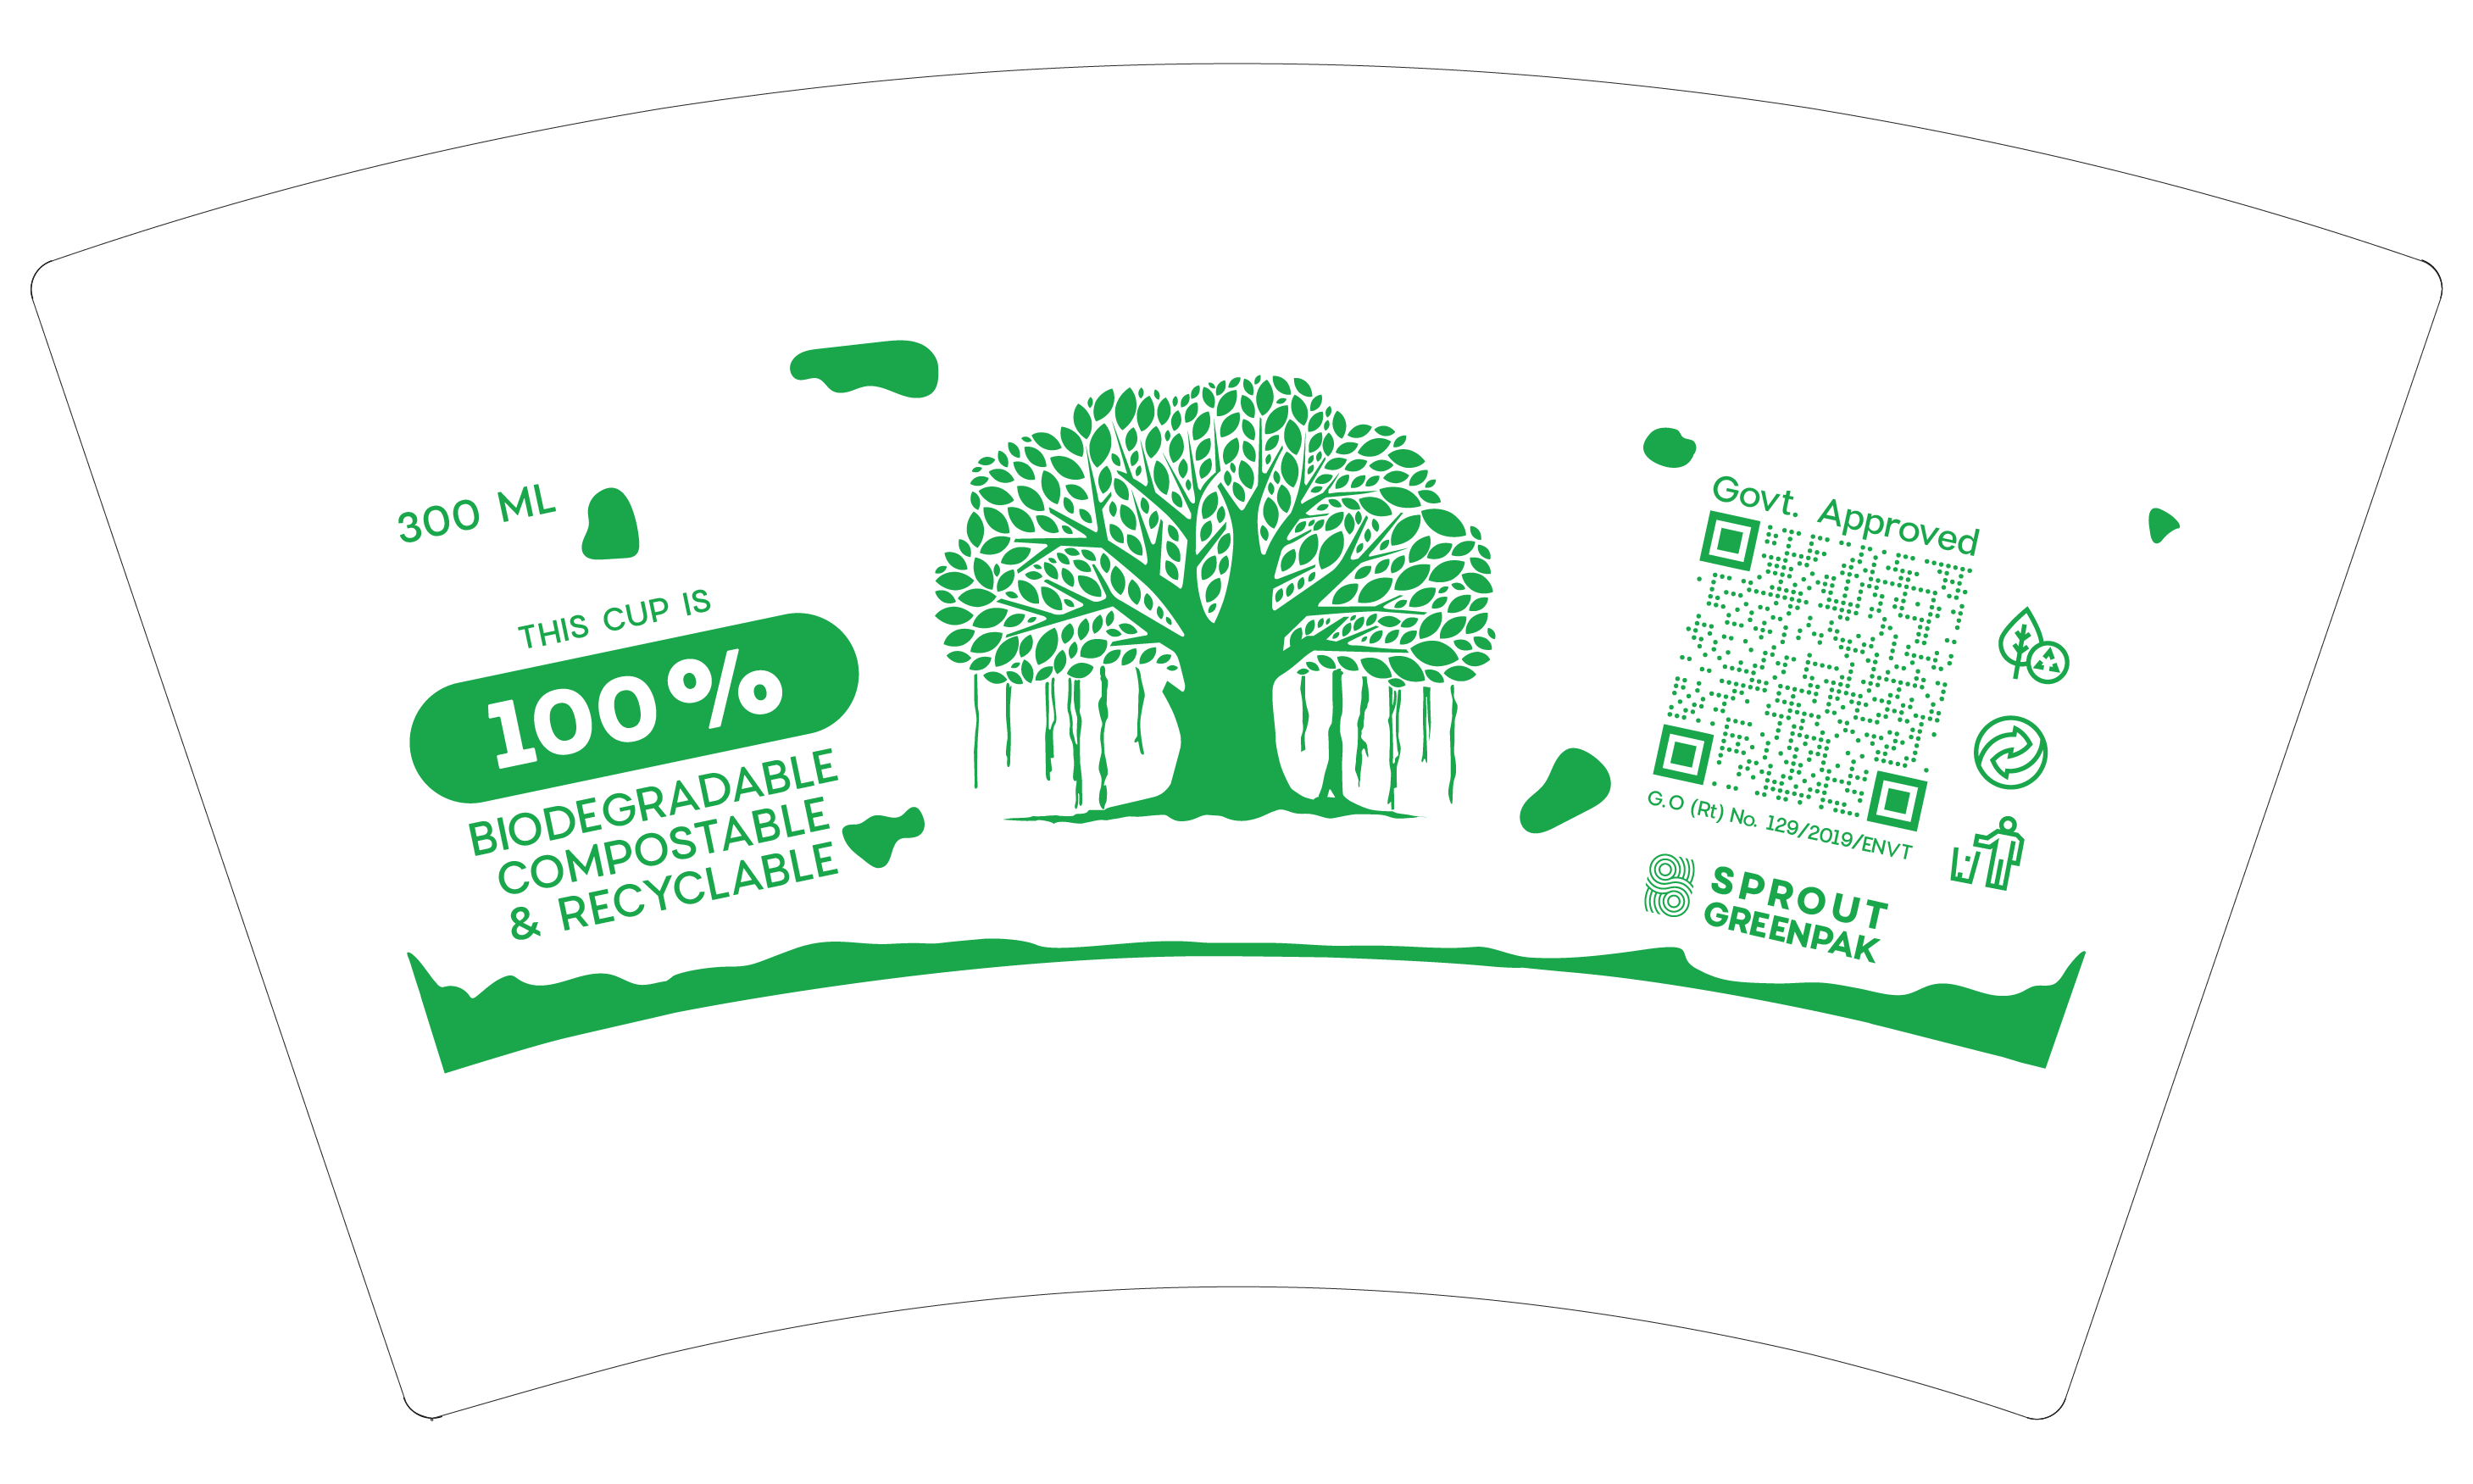 300 ML
THIS CUP IS
100%
BIODEGRADABLE
COMPOSTABLE
& RECYCLABLE
Govt. Approved
G.O (Rt) No. 129/2019/ENVT
SPROUT
GREENPAK